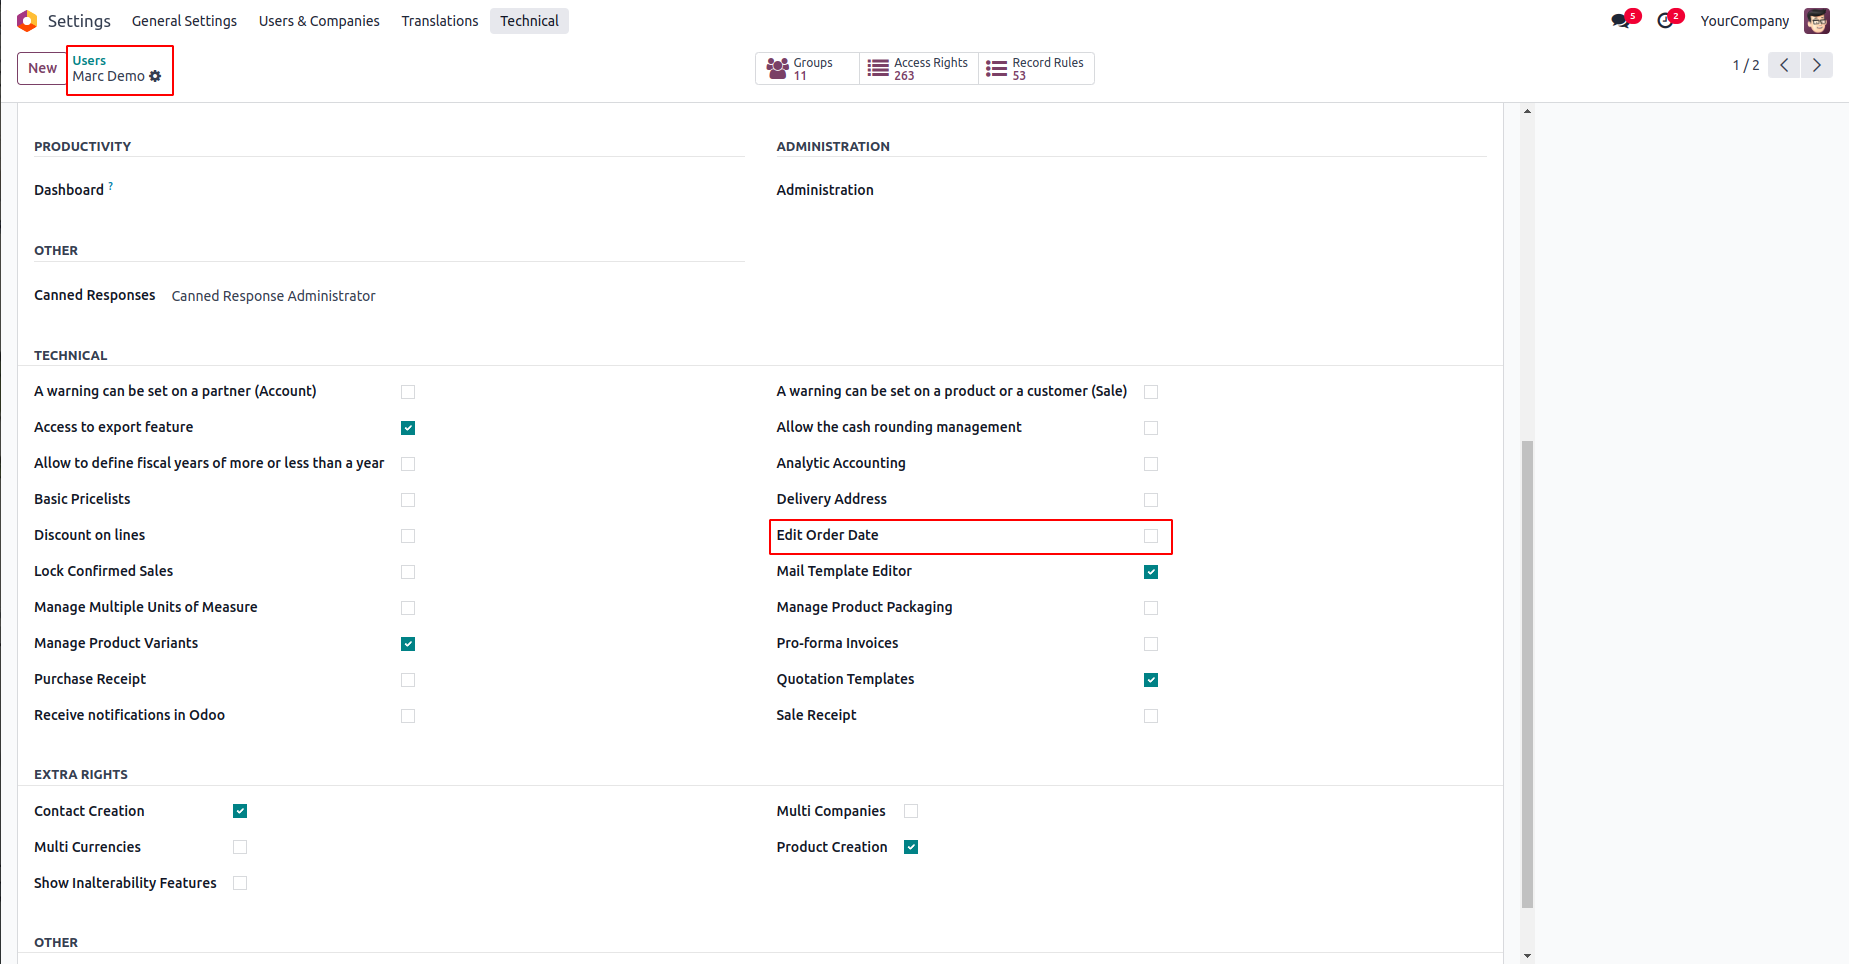 Settings General Settings Users & Companies Translations Technical 5 2 YourCompany
New Users Groups Access Rights Record Rules 1 / 2
Marc Demo 11 263 53
PRODUCTIVITY ADMINISTRATION
Dashboard ? Administration
OTHER
Canned Responses Canned Response Administrator
TECHNICAL
A warning can be set on a partner (Account) A warning can be set on a product or a customer (Sale)
Access to export feature Allow the cash rounding management
Allow to define fiscal years of more or less than a year Analytic Accounting
Basic Pricelists Delivery Address
Discount on lines Edit Order Date
Lock Confirmed Sales Mail Template Editor
Manage Multiple Units of Measure Manage Product Packaging
Manage Product Variants Pro-forma Invoices
Purchase Receipt Quotation Templates
Receive notifications in Odoo Sale Receipt
EXTRA RIGHTS
Contact Creation Multi Companies
Multi Currencies Product Creation
Show Inalterability Features
OTHER